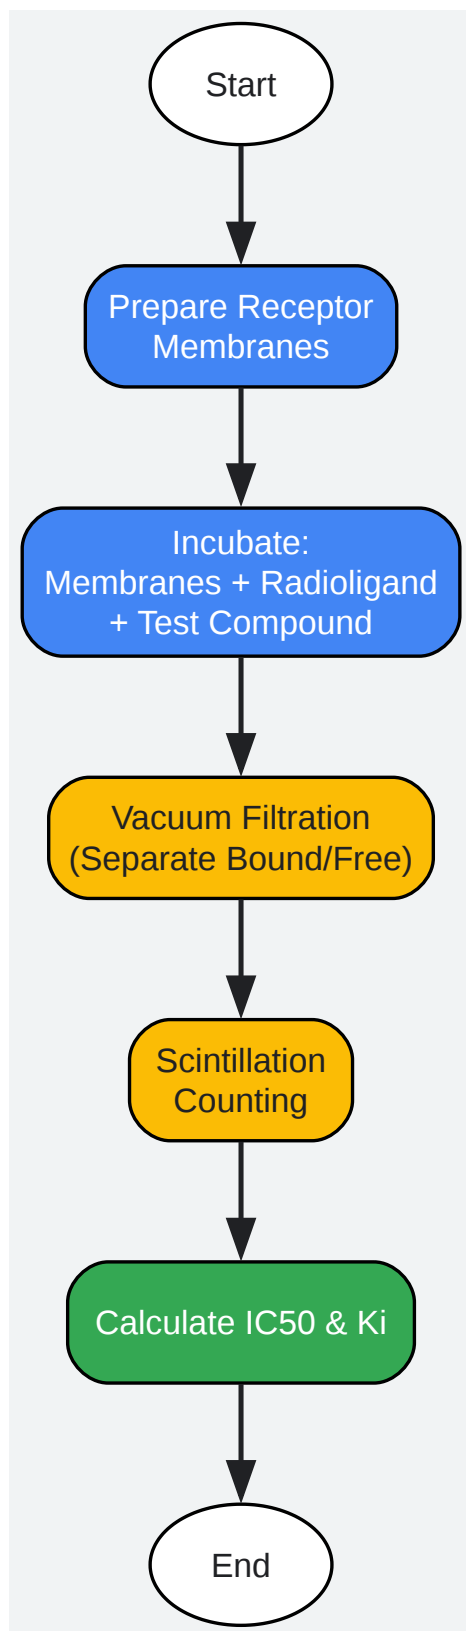 Start
Prepare Receptor
Membranes
Incubate:
Membranes + Radioligand
+ Test Compound
Vacuum Filtration
(Separate Bound/Free)
Scintillation
Counting
Calculate IC50 & Ki
End